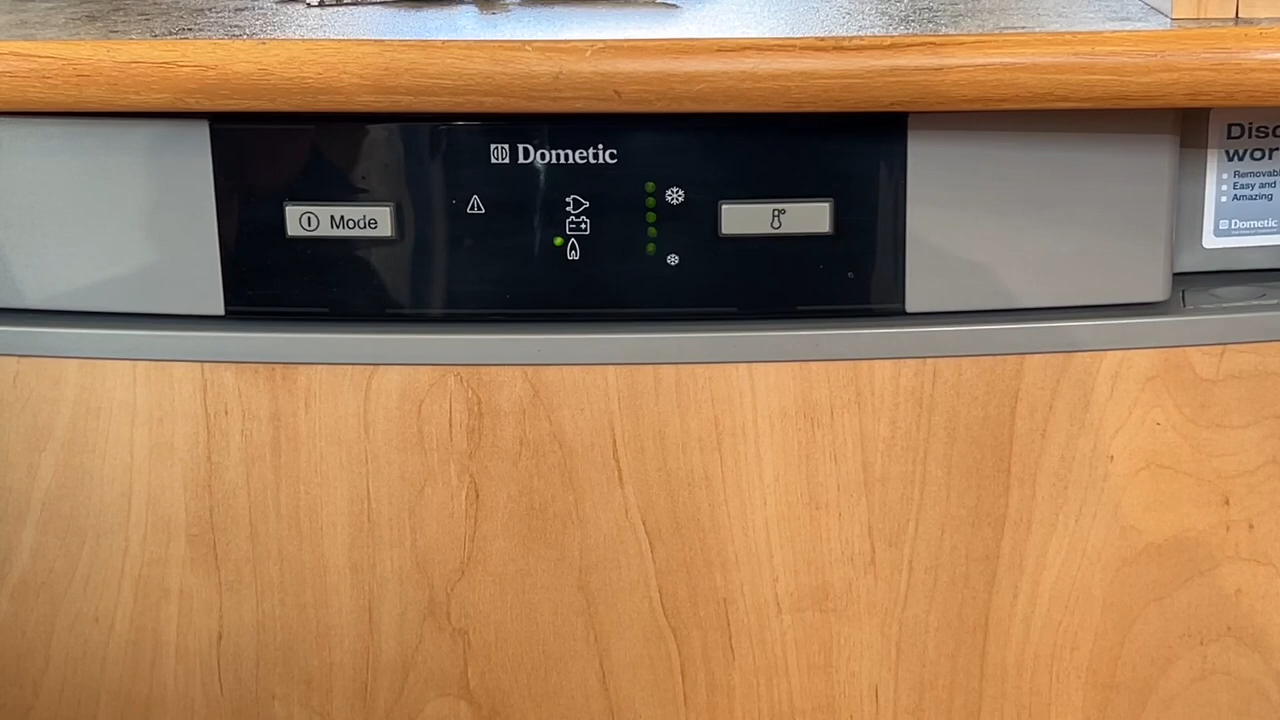 Dometic
Mode
Disc
wor
Removabl
Easy and
Amazing
Dometic